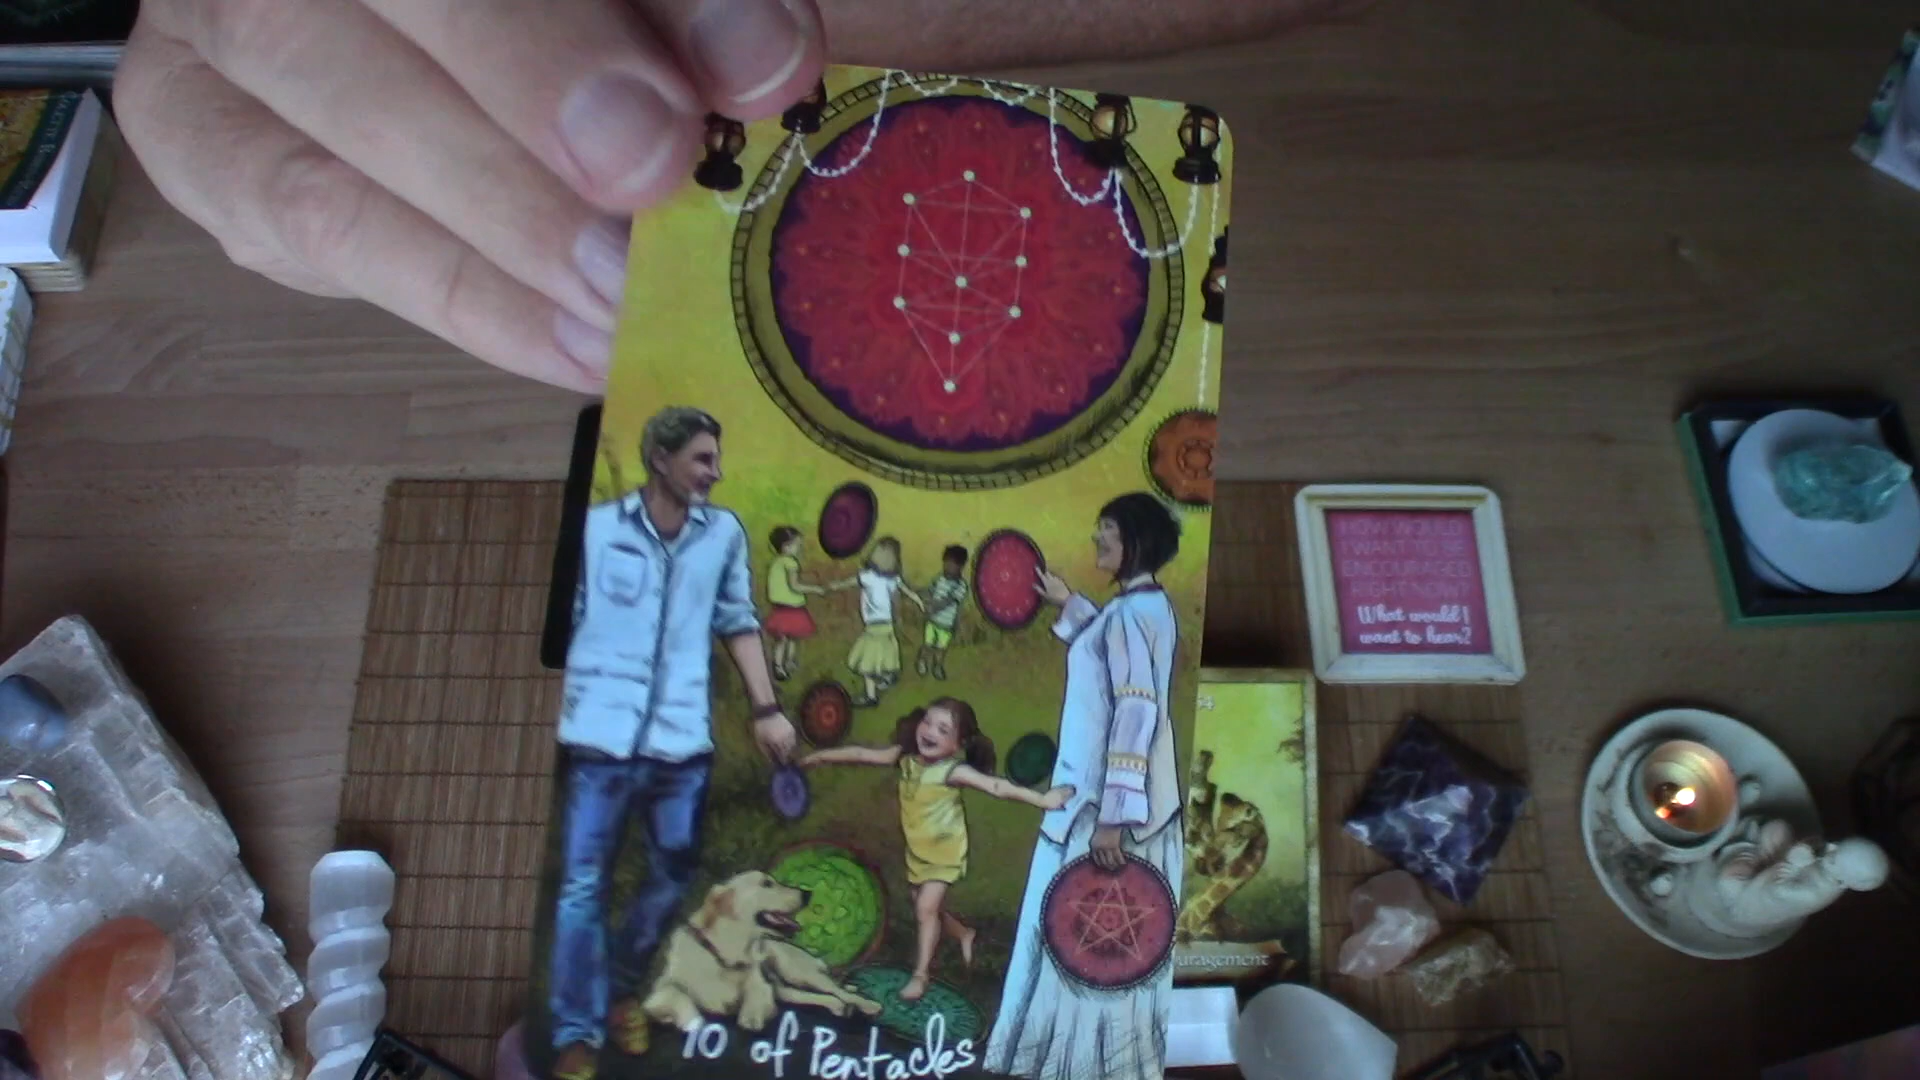 HOW WOULD
I WANT TO BE
ENCOURAGED
RIGHT NOW?
What would I
want to hear?
10 of Pentacles